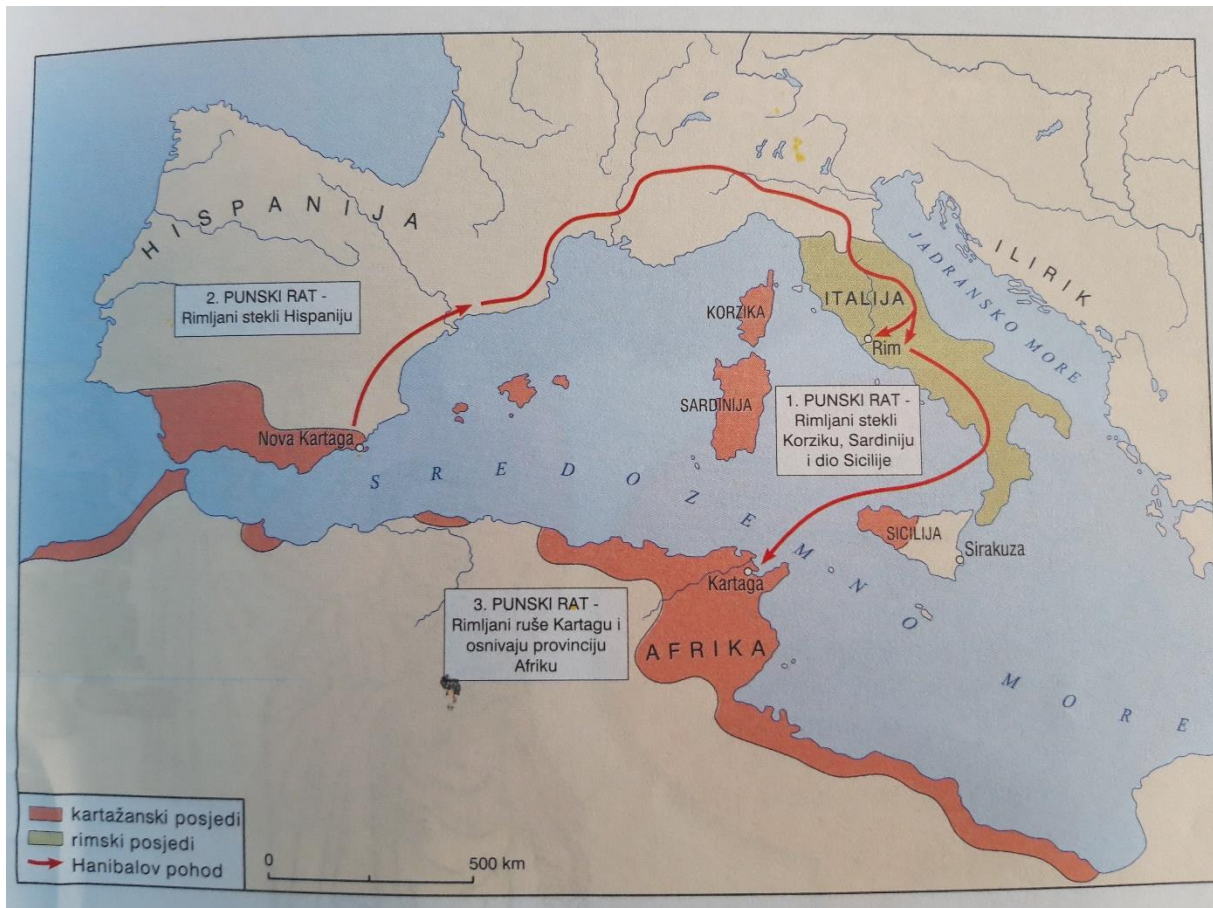 HISPANIJA
2. PUNSKI RAT -
Rimljani stekli Hispaniju
Nova Kartaga
KORZIKA
SARDINIJA
ITALIJA
Rim
ILIRIK
JADRANSKO MORE
1. PUNSKI RAT -
Rimljani stekli
Korziku, Sardiniju
i dio Sicilije
SREDOZEMNO MORE
SICILIJA
Sirakuza
Kartaga
AFRIKA
3. PUNSKI RAT -
Rimljani ruše Kartagu i
osnivaju provinciju
Afriku
kartažanski posjedi
rimski posjedi
Hanibalov pohod
0 500 km